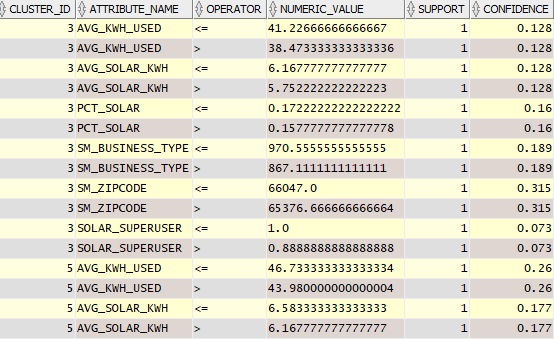 CLUSTER_ID ATTRIBUTE_NAME OPERATOR NUMERIC_VALUE SUPPORT CONFIDENCE
3 AVG_KWH_USED <= 41.22666666666667 1 0.128
3 AVG_KWH_USED > 38.473333333333336 1 0.128
3 AVG_SOLAR_KWH <= 6.167777777777777 1 0.128
3 AVG_SOLAR_KWH > 5.752222222222223 1 0.128
3 PCT_SOLAR <= 0.17222222222222222 1 0.16
3 PCT_SOLAR > 0.1577777777777778 1 0.16
3 SM_BUSINESS_TYPE <= 970.5555555555555 1 0.189
3 SM_BUSINESS_TYPE > 867.1111111111111 1 0.189
3 SM_ZIPCODE <= 66047.0 1 0.315
3 SM_ZIPCODE > 65376.666666666664 1 0.315
3 SOLAR_SUPERUSER <= 1.0 1 0.073
3 SOLAR_SUPERUSER > 0.8888888888888888 1 0.073
5 AVG_KWH_USED <= 46.733333333333334 1 0.26
5 AVG_KWH_USED > 43.980000000000004 1 0.26
5 AVG_SOLAR_KWH <= 6.583333333333333 1 0.177
5 AVG_SOLAR_KWH > 6.167777777777777 1 0.177